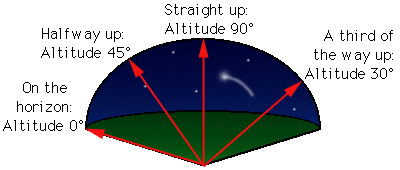 Straight up:
Altitude 90°
Halfway up:
Altitude 45°
A third of
the way up:
Altitude 30°
On the
horizon:
Altitude 0°